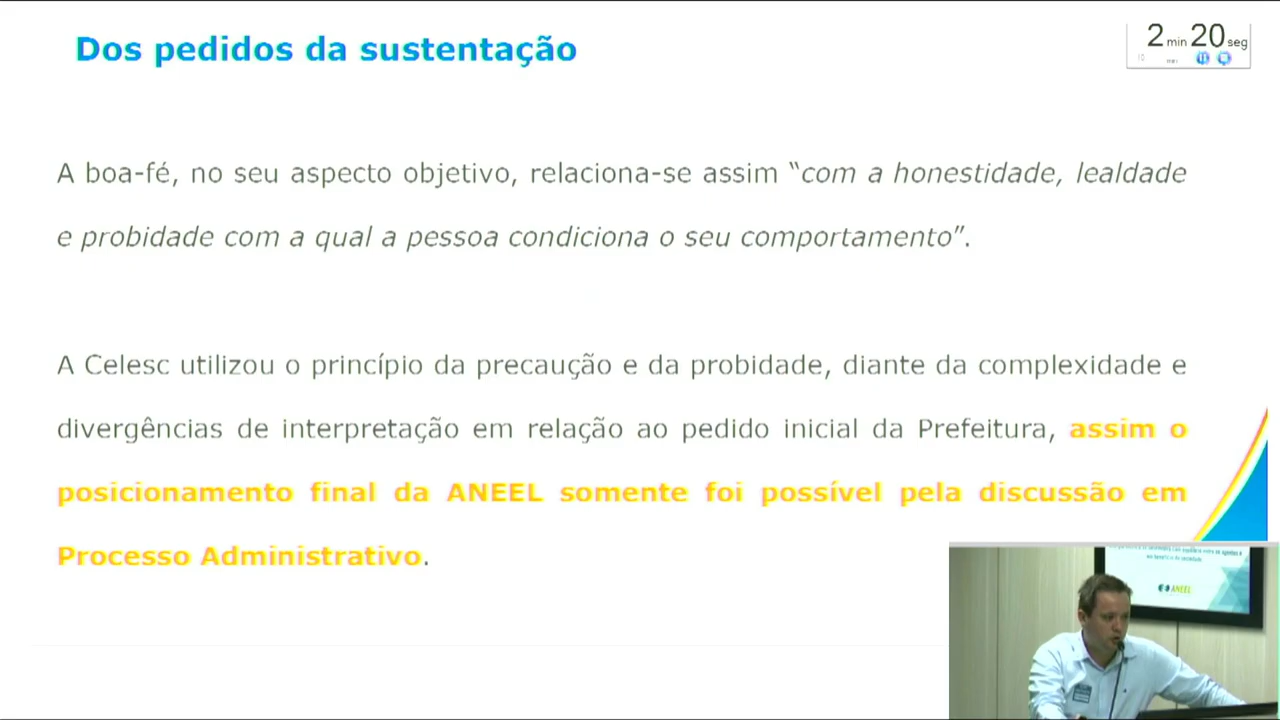 Dos pedidos da sustentação
2 min 20 seg
A boa-fé, no seu aspecto objetivo, relaciona-se assim “com a honestidade, lealdade
e probidade com a qual a pessoa condiciona o seu comportamento”.
A Celesc utilizou o princípio da precaução e da probidade, diante da complexidade e
divergências de interpretação em relação ao pedido inicial da Prefeitura, assim o
posicionamento final da ANEEL somente foi possível pela discussão em
Processo Administrativo.
ANEEL